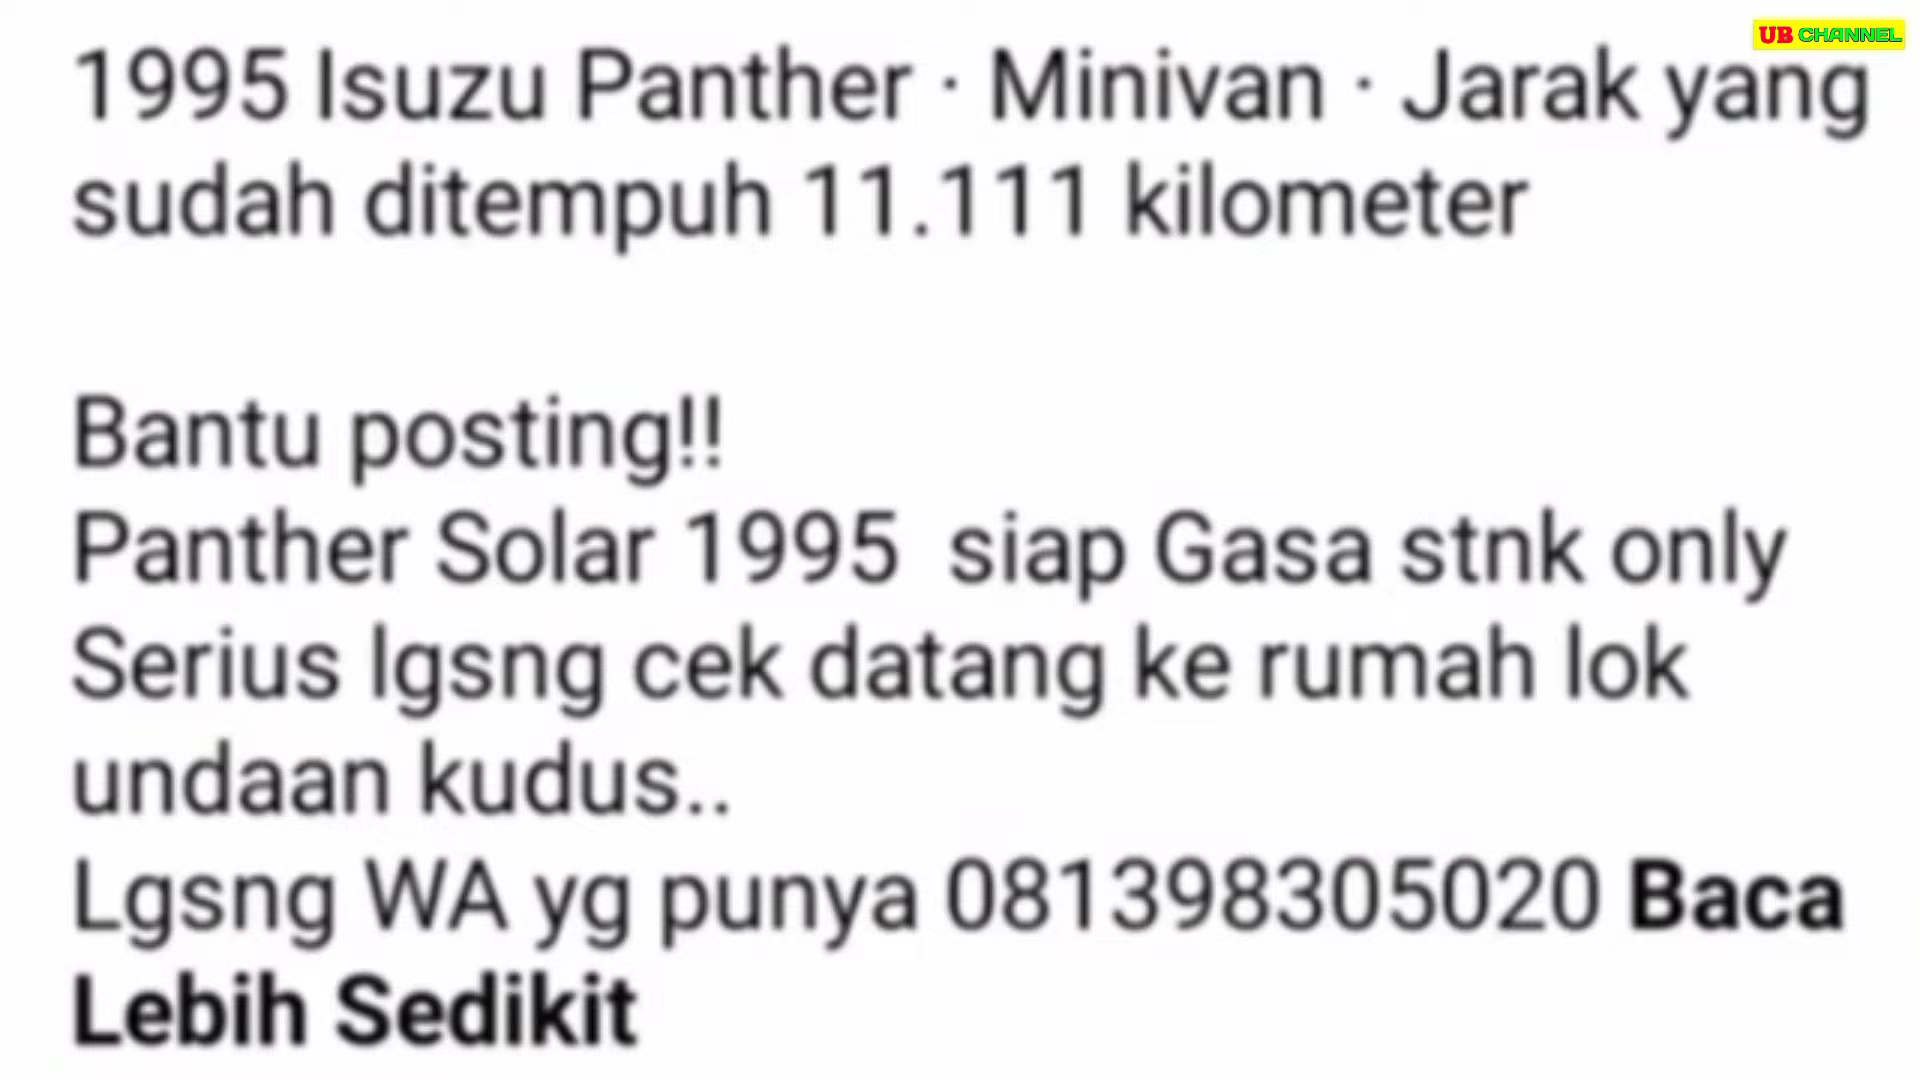 UB CHANNEL
1995 Isuzu Panther · Minivan · Jarak yang
sudah ditempuh 11.111 kilometer
Bantu posting!!
Panther Solar 1995  siap Gasa stnk only
Serius lgsng cek datang ke rumah lok
undaan kudus..
Lgsng WA yg punya 081398305020 Baca
Lebih Sedikit